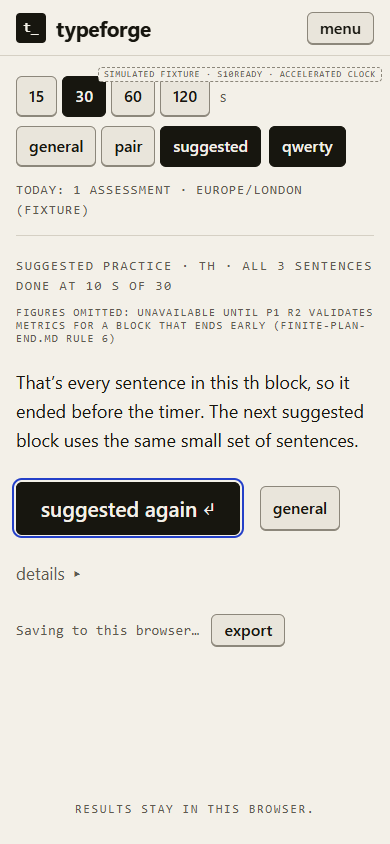 t_ typeforge menu
SIMULATED FIXTURE · S10READY · ACCELERATED CLOCK
15 30 60 120 s
general pair suggested qwerty
TODAY: 1 ASSESSMENT · EUROPE/LONDON
(FIXTURE)
SUGGESTED PRACTICE · TH · ALL 3 SENTENCES
DONE AT 10 S OF 30
FIGURES OMITTED: UNAVAILABLE UNTIL P1 R2 VALIDATES
METRICS FOR A BLOCK THAT ENDS EARLY (FINITE-PLAN-
END.MD RULE 6)
That's every sentence in this th block, so it
ended before the timer. The next suggested
block uses the same small set of sentences.
suggested again ↵ general
details ▸
Saving to this browser… export
RESULTS STAY IN THIS BROWSER.